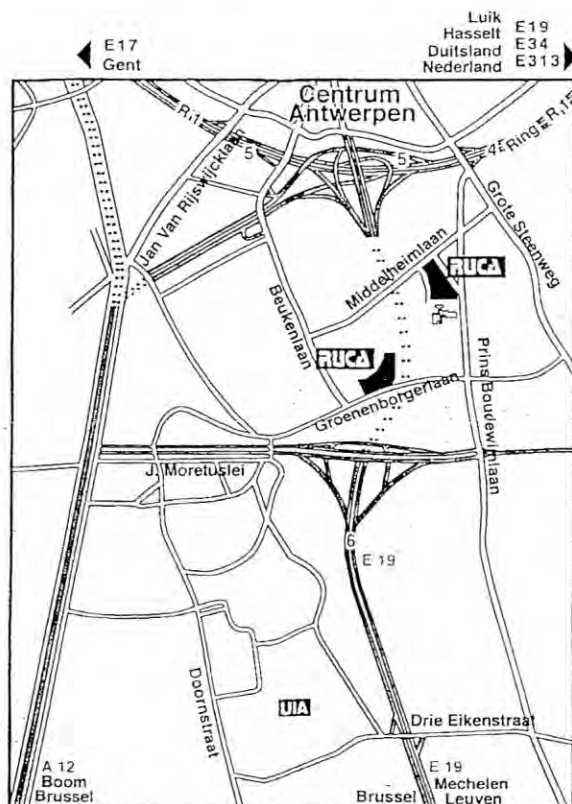 E17
Gent
Luik
Hasselt E19
Duitsland E34
Nederland E313
Centrum
Antwerpen
R.1
5
5
4
Ring
R.1
Jan Van Rijswijcklaan
Grote Steenweg
Middelheimlaan
RUCA
Beukenlaan
RUCA
Prins Boudewijnlaan
Groenenborgerlaan
J. Moretuslei
6
E 19
Doornstraat
UIA
Drie Eikenstraat
A 12
Boom
Brussel
E 19
Brussel
Mechelen
Leuven